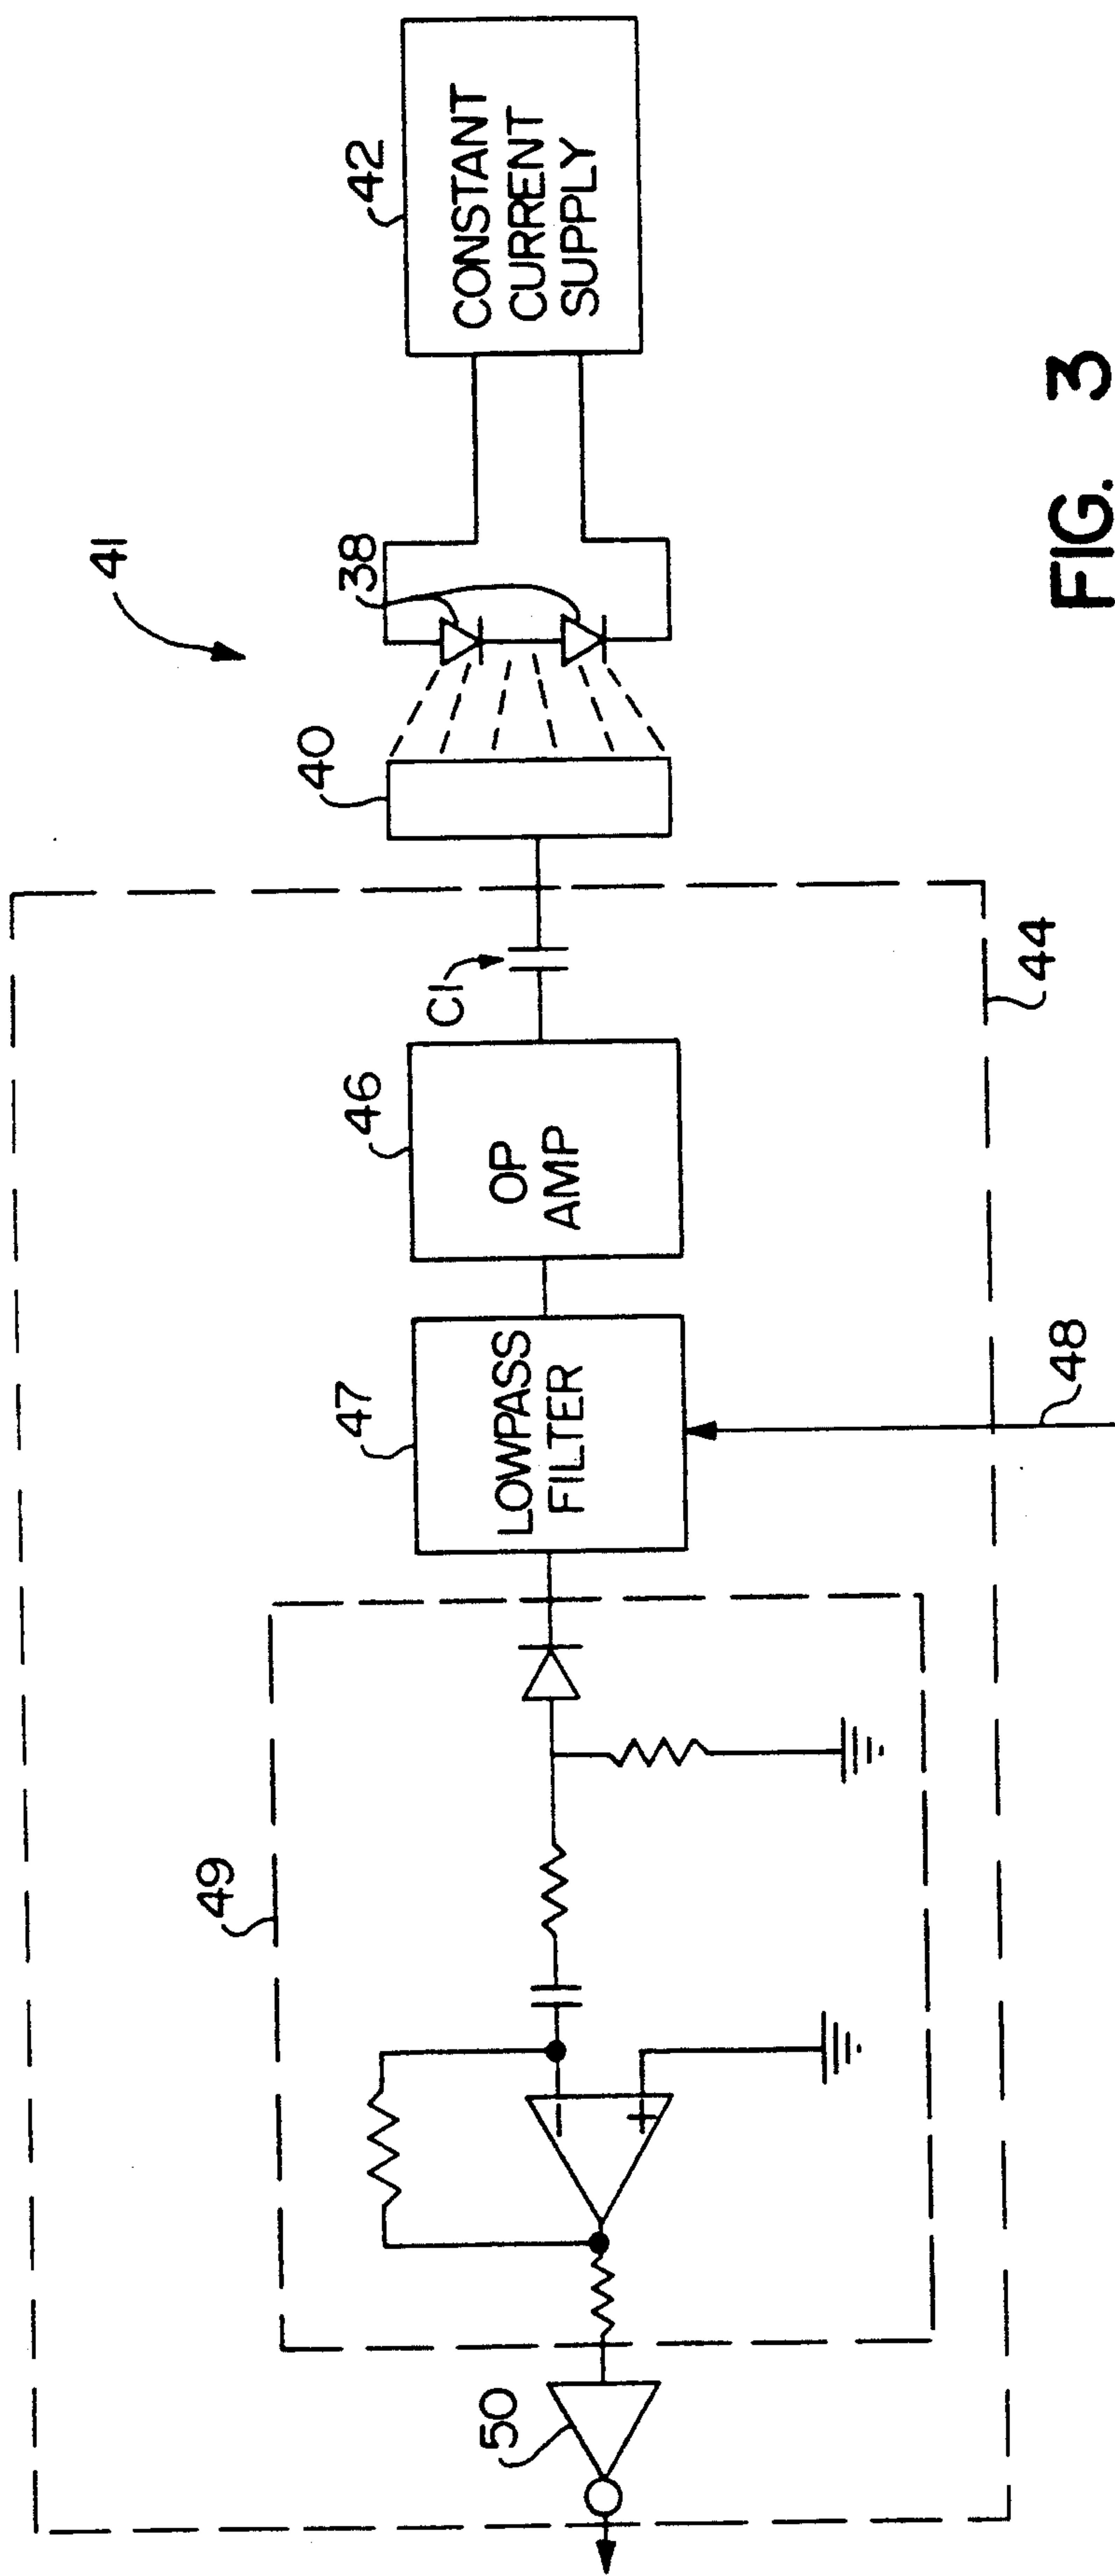 41
42
CONSTANT
CURRENT
SUPPLY
38
40
C1
44
46
OP
AMP
47
LOWPASS
FILTER
48
49
−
+
50
FIG. 3